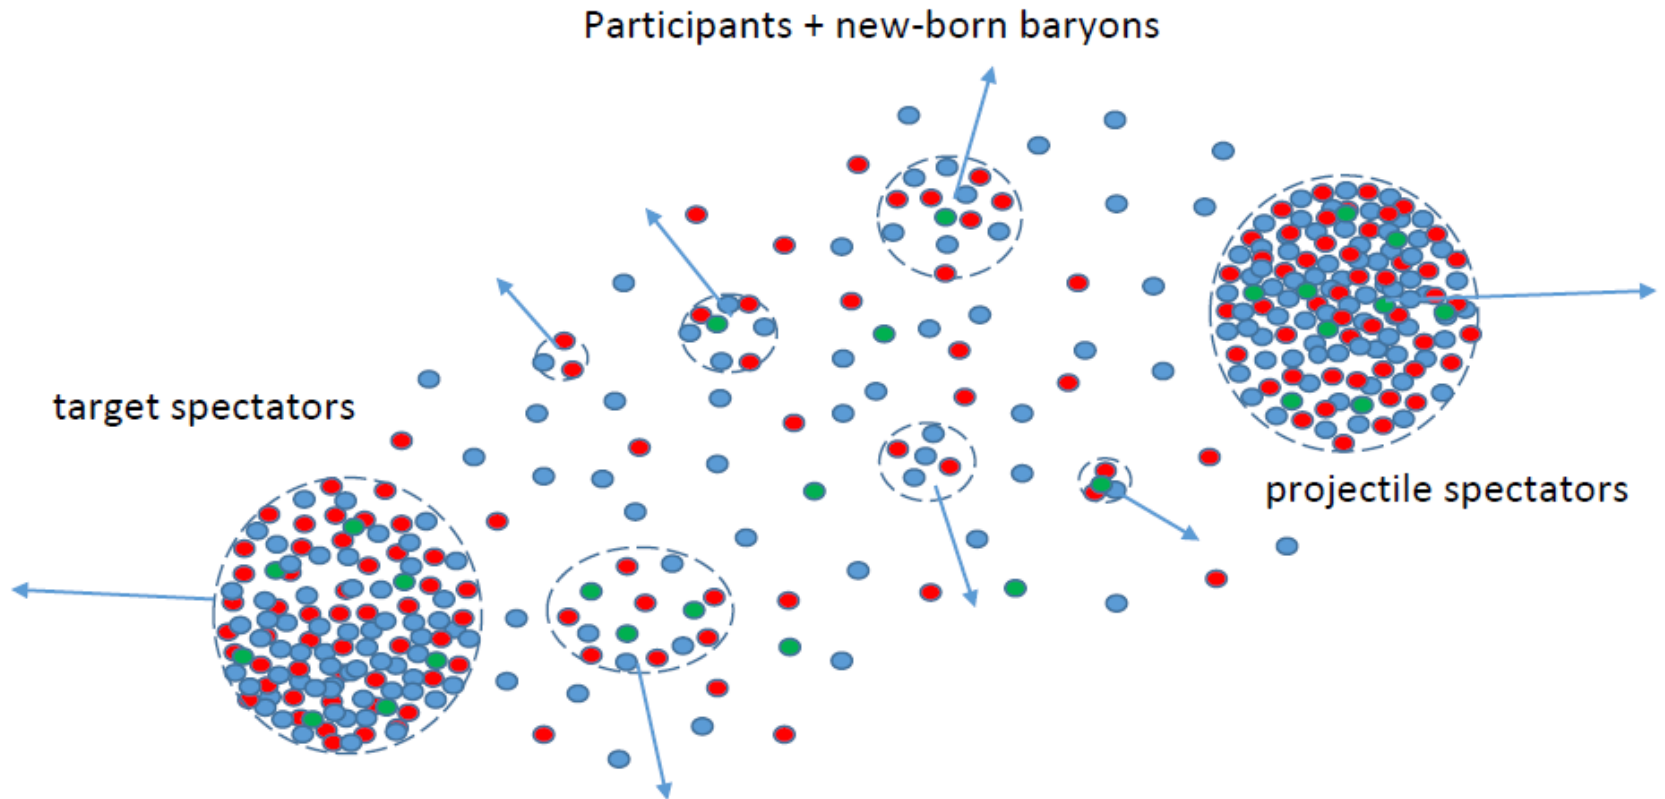 Participants + new-born baryons
target spectators
projectile spectators